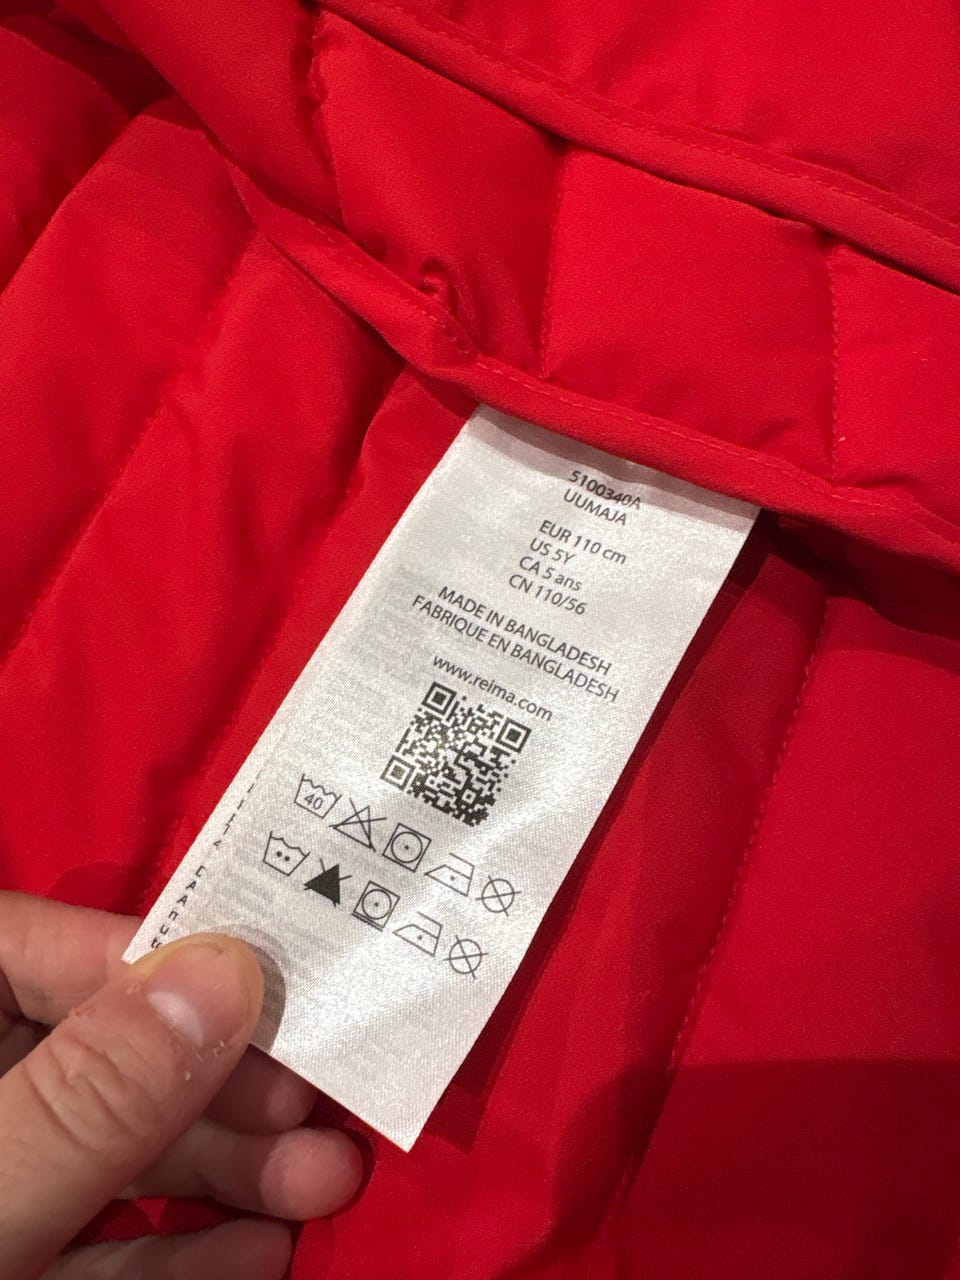 5100340A
UUMAJA
EUR 110 cm
US 5Y
CA 5 ans
CN 110/56
MADE IN BANGLADESH
FABRIQUE EN BANGLADESH
www.reima.com
40